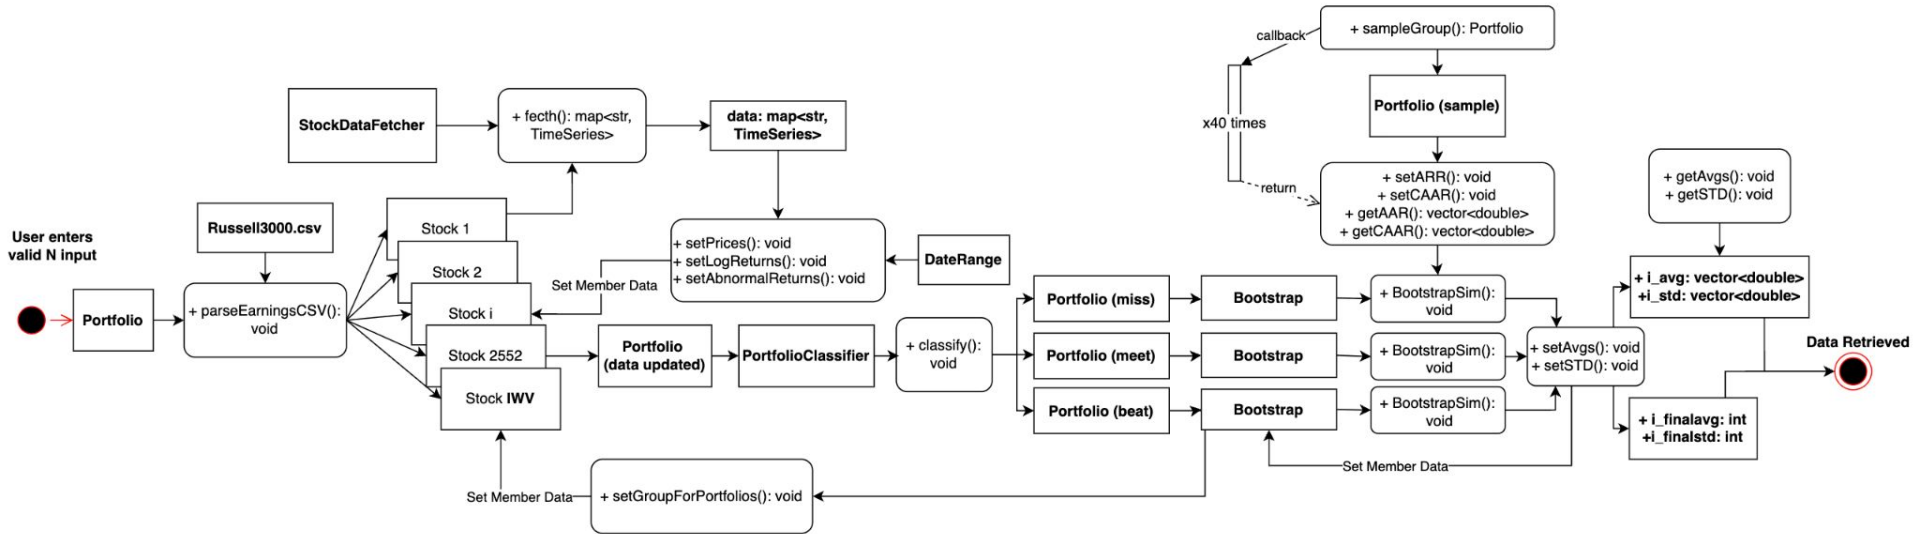 User enters
valid N input
Portfolio
Russell3000.csv
+ parseEarningsCSV():
void
StockDataFetcher
+ fecth(): map<str,
TimeSeries>
data: map<str,
TimeSeries>
Stock 1
Stock 2
Stock i
Stock 2552
Stock IWV
+ setPrices(): void
+ setLogReturns(): void
+ setAbnormalReturns(): void
DateRange
Set Member Data
Portfolio
(data updated)
PortfolioClassifier
+ classify():
void
Portfolio (miss)
Portfolio (meet)
Portfolio (beat)
Bootstrap
Bootstrap
Bootstrap
+ BootstrapSim():
void
+ BootstrapSim():
void
+ BootstrapSim():
void
+ sampleGroup(): Portfolio
callback
x40 times
return
Portfolio (sample)
+ setARR(): void
+ setCAAR(): void
+ getAAR(): vector<double>
+ getCAAR(): vector<double>
+ setAvgs(): void
+ setSTD(): void
+ getAvgs(): void
+ getSTD(): void
+ i_avg: vector<double>
+i_std: vector<double>
+ i_finalavg: int
+i_finalstd: int
Data Retrieved
Set Member Data
+ setGroupForPortfolios(): void
Set Member Data